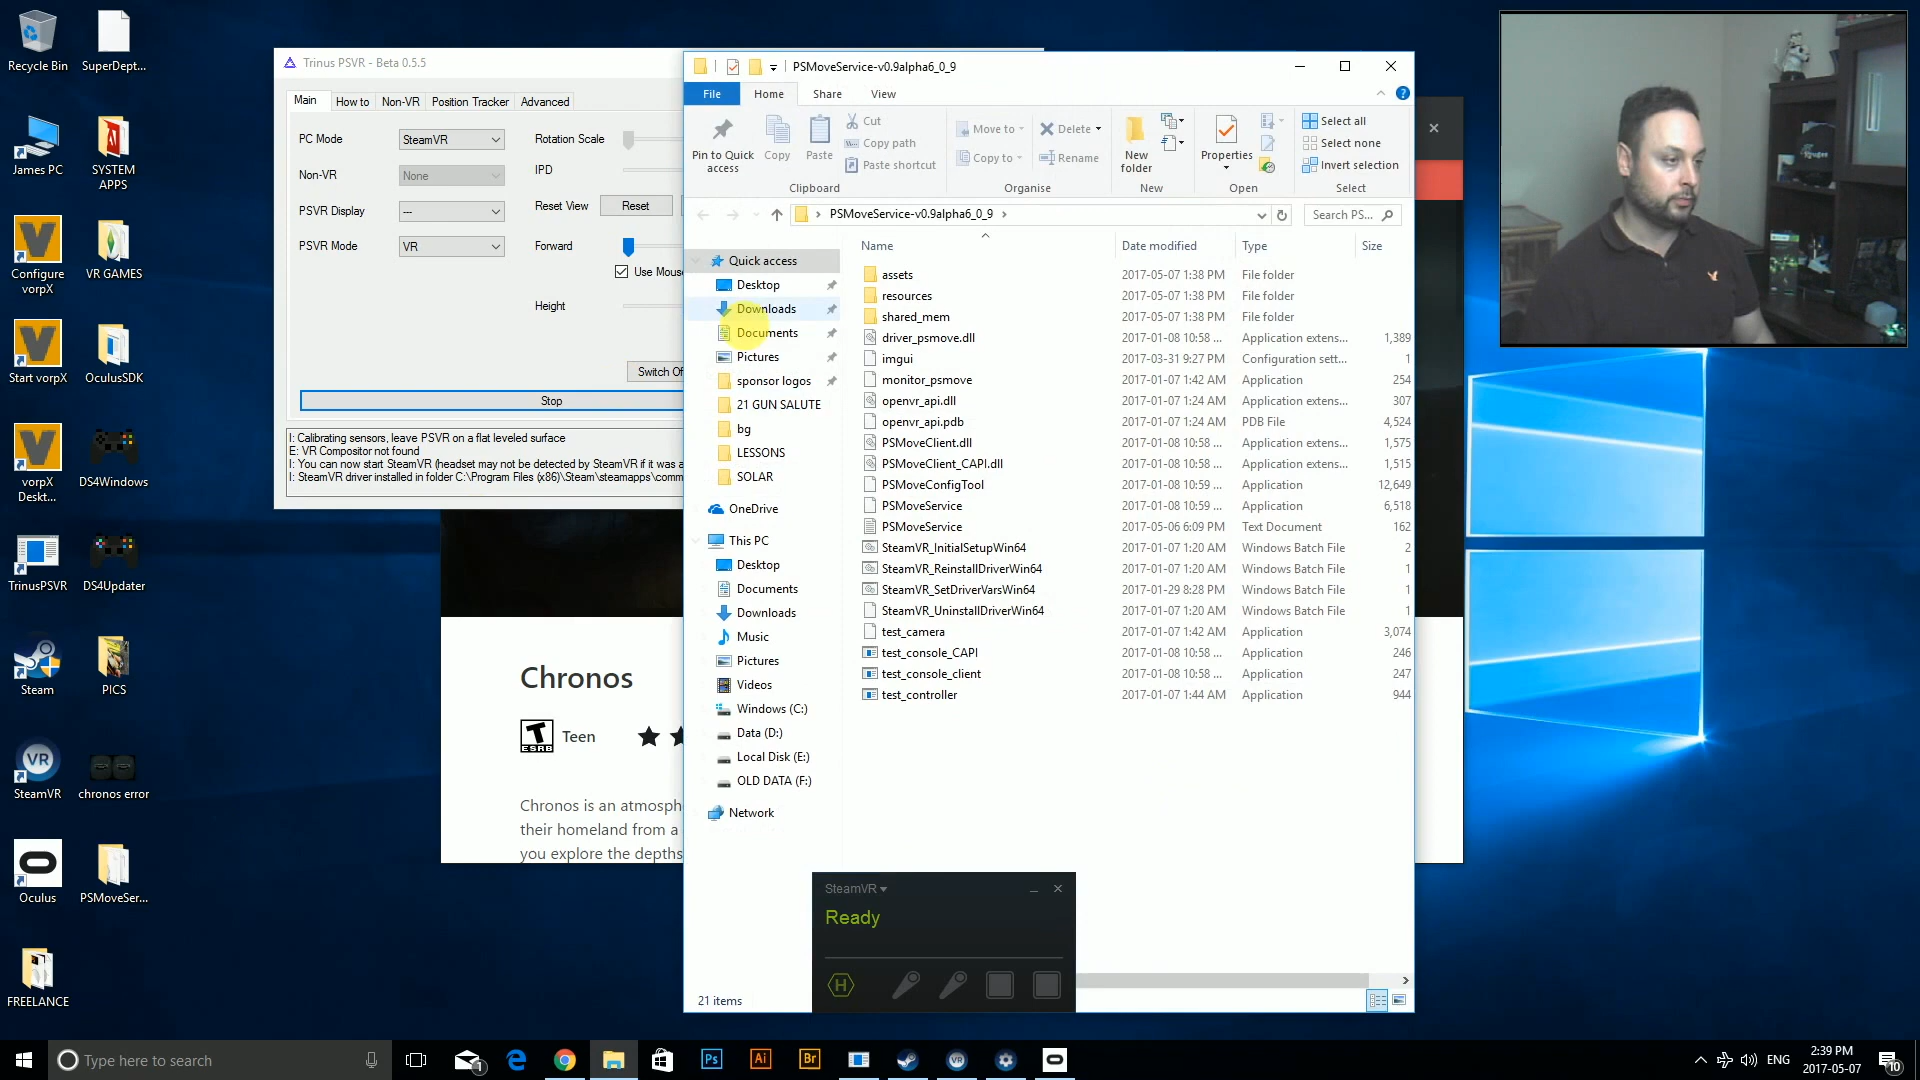 Recycle Bin
SuperDept...
James PC
SYSTEM
APPS
Configure
vorpX
VR GAMES
Start vorpX
OculusSDK
vorpX
Deskt...
DS4Windows
TrinusPSVR
DS4Updater
Steam
PICS
SteamVR
chronos error
Oculus
PSMoveSer...
FREELANCE
Trinus PSVR - Beta 0.5.5
Main
How to
Non-VR
Position Tracker
Advanced
PC Mode
SteamVR
Rotation Scale
Non-VR
None
IPD
PSVR Display
---
Reset View
Reset
PSVR Mode
VR
Forward
Use Mous
Height
Switch Of
Stop
I: Calibrating sensors, leave PSVR on a flat leveled surface
E: VR Compositor not found
I: You can now start SteamVR (headset may not be detected by SteamVR if it was a
I: SteamVR driver installed in folder C:\Program Files (x86)\Steam\steamapps\comm
Chronos
T
ESRB
Teen
Chronos is an atmosph
their homeland from a
you explore the depths
PSMoveService-v0.9alpha6_0_9
File
Home
Share
View
Pin to Quick
access
Copy
Paste
Cut
Copy path
Paste shortcut
Clipboard
Move to
Copy to
Delete
Rename
Organise
New
folder
New
Properties
Open
Select all
Select none
Invert selection
Select
PSMoveService-v0.9alpha6_0_9
Search PS...
Name
Date modified
Type
Size
Quick access
Desktop
Downloads
Documents
Pictures
sponsor logos
21 GUN SALUTE
bg
LESSONS
SOLAR
OneDrive
This PC
Desktop
Documents
Downloads
Music
Pictures
Videos
Windows (C:)
Data (D:)
Local Disk (E:)
OLD DATA (F:)
Network
assets 2017-05-07 1:38 PM File folder
resources 2017-05-07 1:38 PM File folder
shared_mem 2017-05-07 1:38 PM File folder
driver_psmove.dll 2017-01-08 10:58 ... Application extens... 1,389
imgui 2017-03-31 9:27 PM Configuration sett... 1
monitor_psmove 2017-01-07 1:42 AM Application 254
openvr_api.dll 2017-01-07 1:24 AM Application extens... 307
openvr_api.pdb 2017-01-07 1:24 AM PDB File 4,524
PSMoveClient.dll 2017-01-08 10:58 ... Application extens... 1,575
PSMoveClient_CAPI.dll 2017-01-08 10:58 ... Application extens... 1,515
PSMoveConfigTool 2017-01-08 10:59 ... Application 12,649
PSMoveService 2017-01-08 10:59 ... Application 6,518
PSMoveService 2017-05-06 6:09 PM Text Document 162
SteamVR_InitialSetupWin64 2017-01-07 1:20 AM Windows Batch File 2
SteamVR_ReinstallDriverWin64 2017-01-07 1:20 AM Windows Batch File 1
SteamVR_SetDriverVarsWin64 2017-01-29 8:28 PM Windows Batch File 1
SteamVR_UninstallDriverWin64 2017-01-07 1:20 AM Windows Batch File 1
test_camera 2017-01-07 1:42 AM Application 3,074
test_console_CAPI 2017-01-08 10:58 ... Application 246
test_console_client 2017-01-08 10:58 ... Application 247
test_controller 2017-01-07 1:44 AM Application 944
21 items
SteamVR
Ready
H
Type here to search
1
Ps
Ai
Br
VR
ENG
2:39 PM
2017-05-07
10